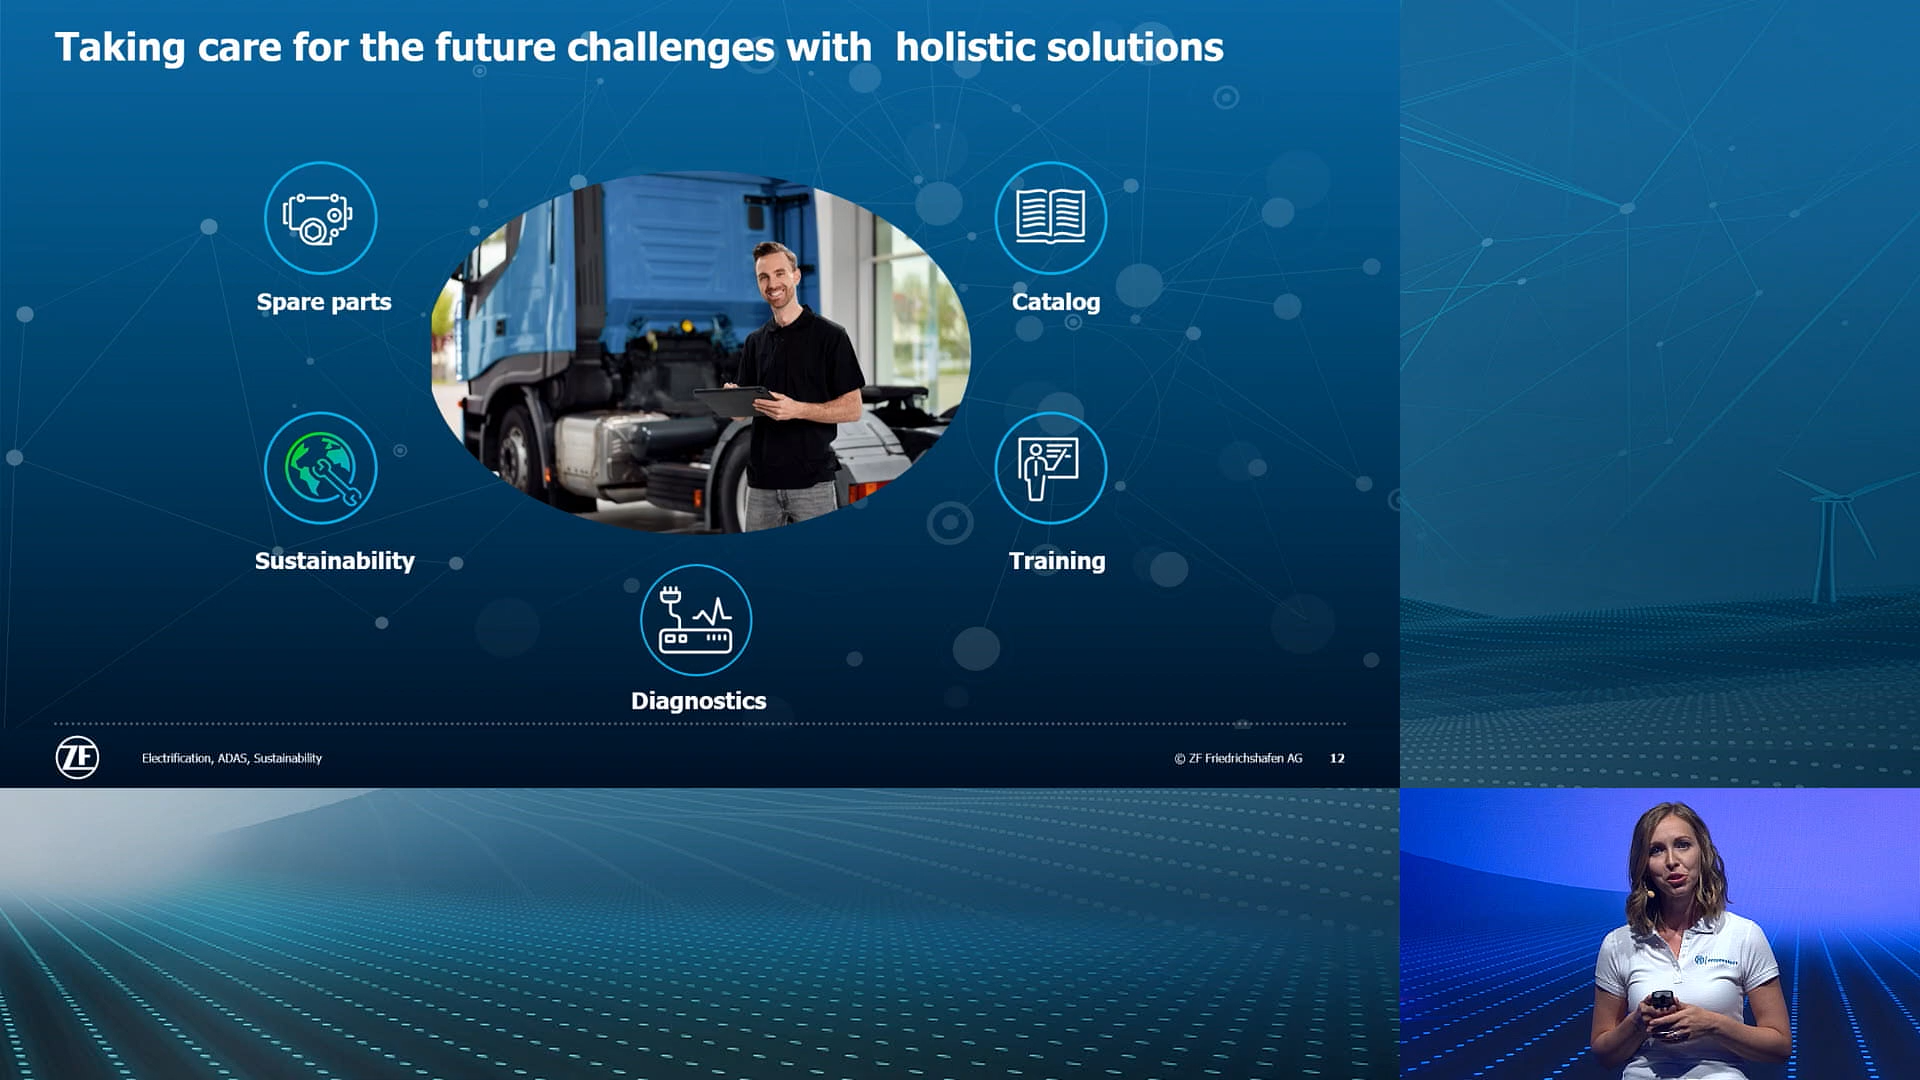 Taking care for the future challenges with  holistic solutions
Spare parts
Catalog
Sustainability
Training
Diagnostics
ZF
Electrification, ADAS, Sustainability
© ZF Friedrichshafen AG
12